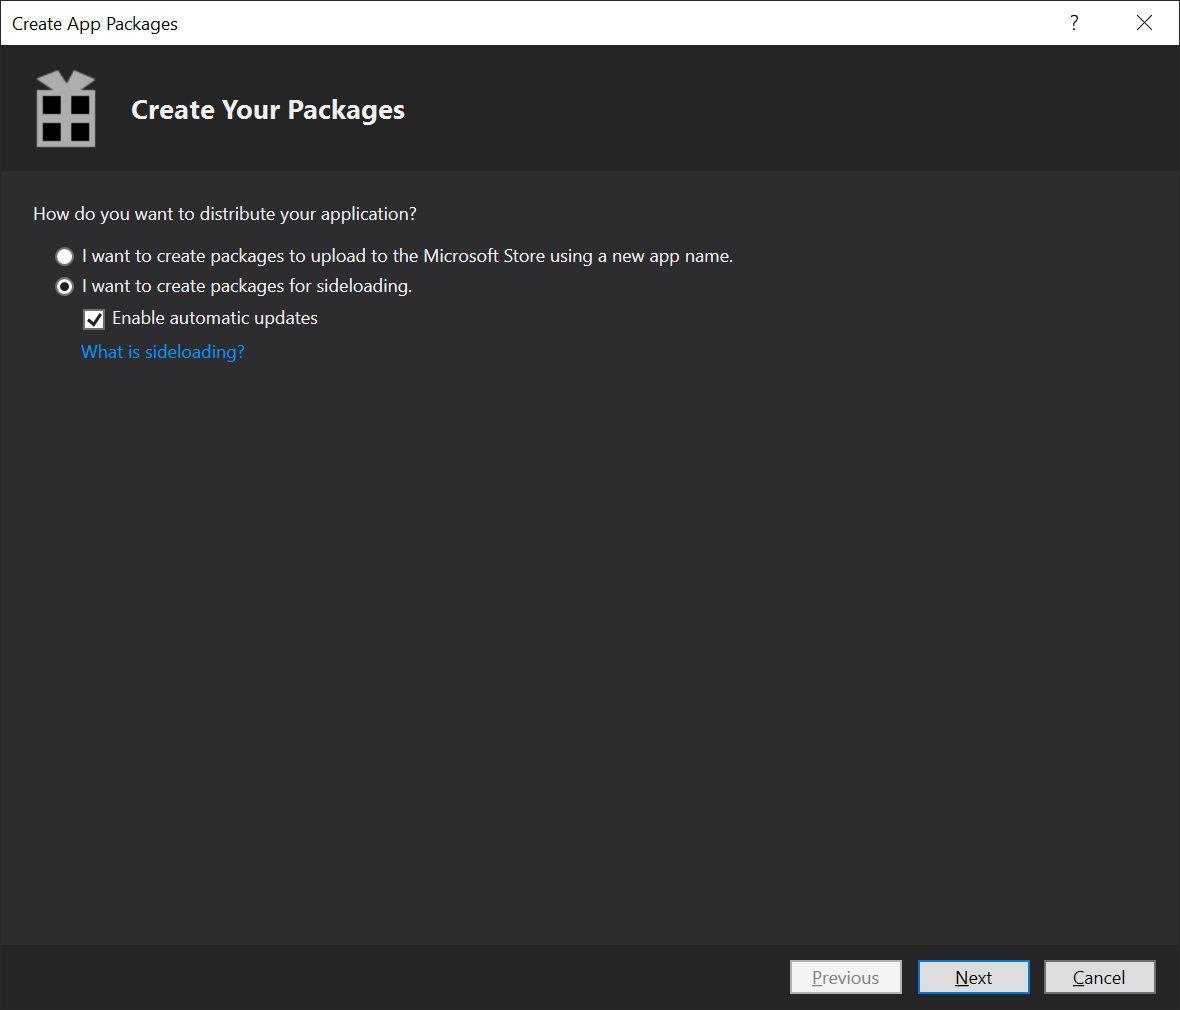 Create App Packages
?
Create Your Packages
How do you want to distribute your application?
I want to create packages to upload to the Microsoft Store using a new app name.
I want to create packages for sideloading.
Enable automatic updates
What is sideloading?
Previous Next Cancel